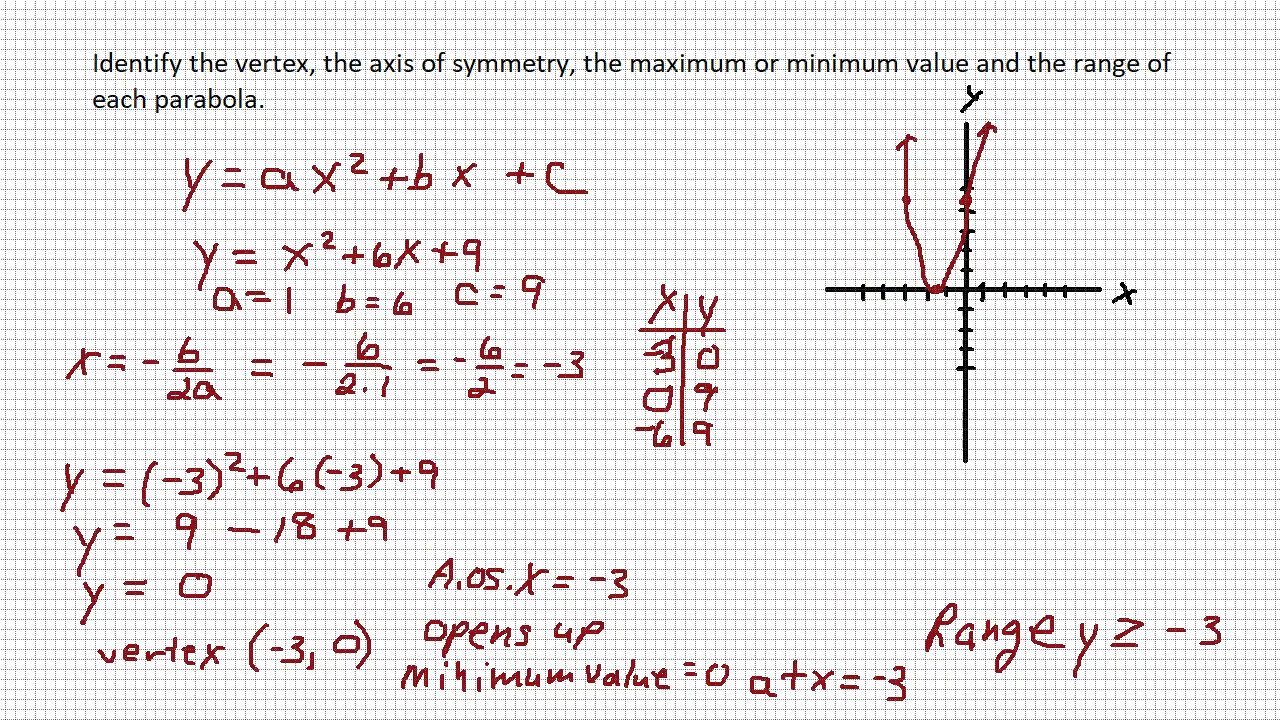 Identify the vertex, the axis of symmetry, the maximum or minimum value and the range of
each parabola.
y
y = ax² + bx + c
y = x² + 6x + 9
a = 1 b = 6 c = 9
x
x | y
-3 | 0
0 | 9
-6 | 9
x = - b/2a = - 6/2·1 = - 6/2 = -3
y = (-3)² + 6(-3) + 9
y = 9 - 18 + 9
y = 0
A.OS. x = -3
vertex (-3, 0)
opens up
minimum value = 0 at x = -3
Range y ≥ -3